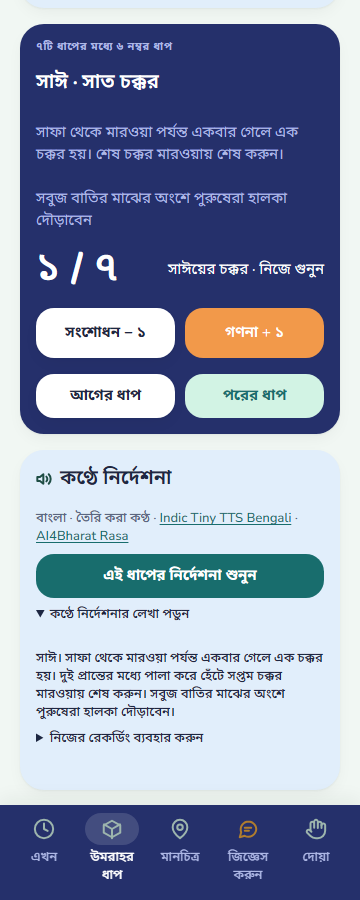 ৭টি ধাপের মধ্যে ৬ নম্বর ধাপ
সাঈ · সাত চক্কর
সাফা থেকে মারওয়া পর্যন্ত একবার গেলে এক
চক্কর হয়। শেষ চক্কর মারওয়ায় শেষ করুন।
সবুজ বাতির মাঝের অংশে পুরুষেরা হালকা
দৌড়াবেন
১ / ৭
সাঈয়ের চক্কর · নিজে গুনুন
সংশোধন − ১
গণনা + ১
আগের ধাপ
পরের ধাপ
কণ্ঠে নির্দেশনা
বাংলা · তৈরি করা কণ্ঠ · Indic Tiny TTS Bengali ·
AI4Bharat Rasa
এই ধাপের নির্দেশনা শুনুন
▼ কণ্ঠে নির্দেশনার লেখা পড়ুন
সাঈ। সাফা থেকে মারওয়া পর্যন্ত একবার গেলে এক চক্কর
হয়। দুই প্রান্তের মধ্যে পালা করে হেঁটে সপ্তম চক্কর
মারওয়ায় শেষ করুন। সবুজ বাতির মাঝের অংশে
পুরুষেরা হালকা দৌড়াবেন।
▶ নিজের রেকর্ডিং ব্যবহার করুন
এখন
উমরাহর
ধাপ
মানচিত্র
জিজ্ঞেস
করুন
দোয়া